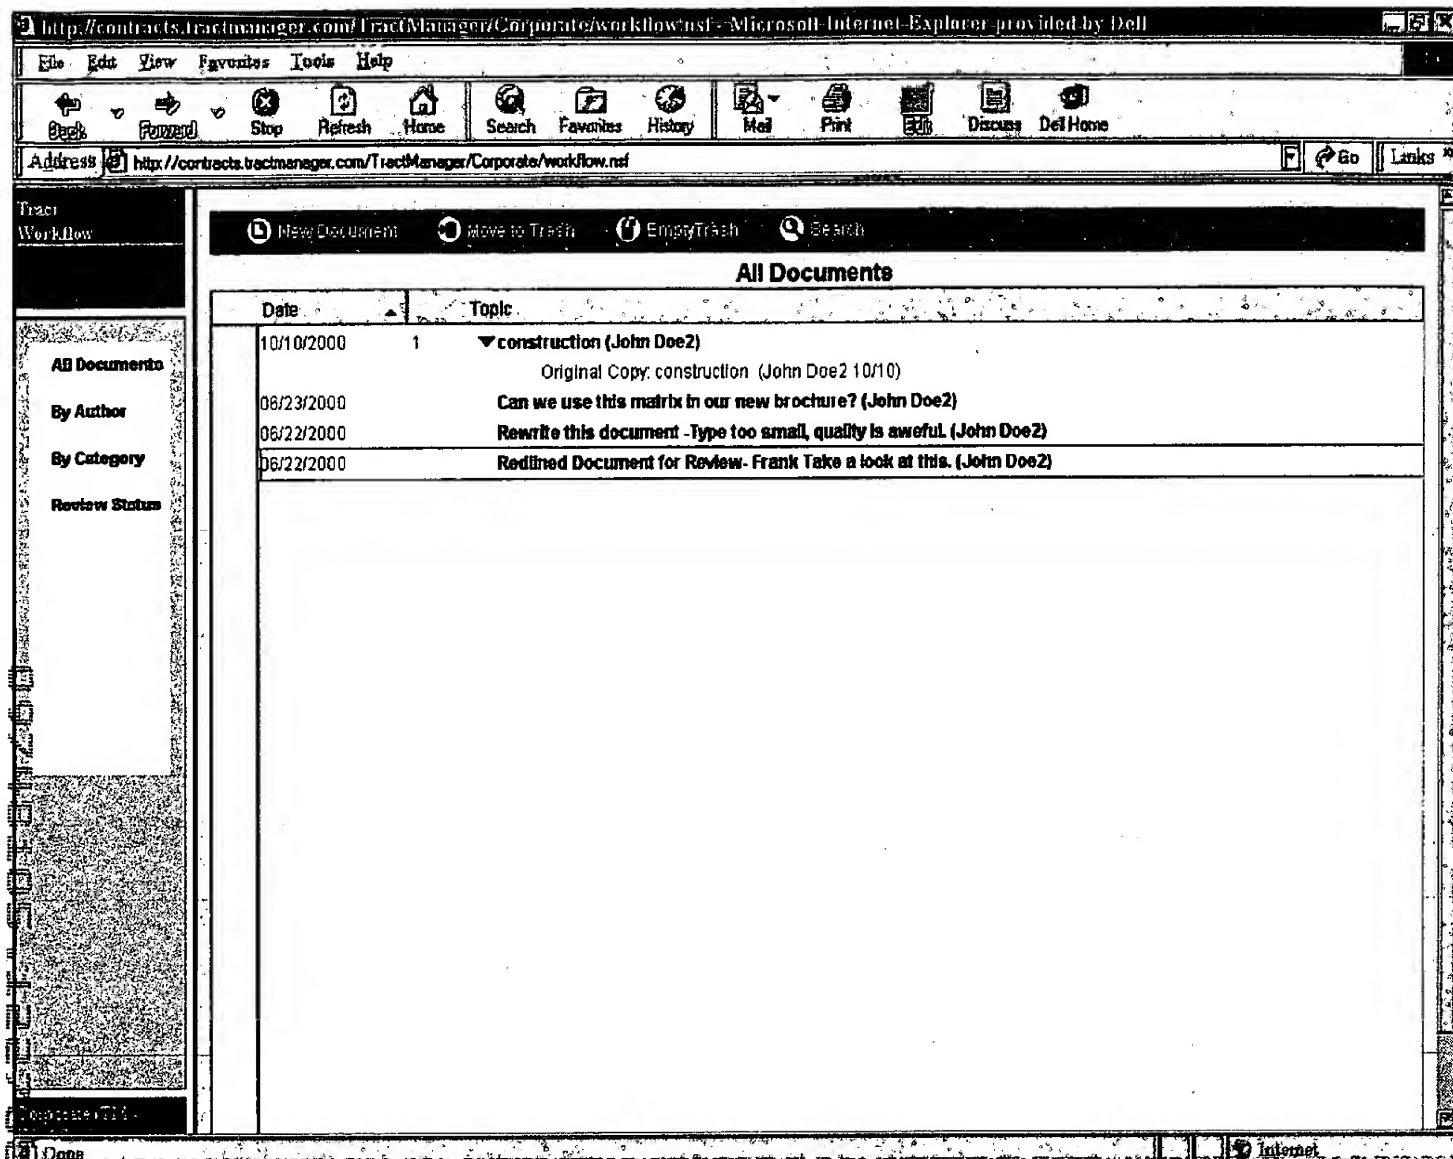 http://contracts.tractmanager.com/TractManager/Corporate/workflow.nsf - Microsoft Internet Explorer provided by Dell
File Edit View Favorites Tools Help
Back Forward Stop Refresh Home Search Favorites History Mail Print Edit Discuss Dell Home
Address http://contracts.tractmanager.com/TractManager/Corporate/workflow.nsf Go Links »
Tract
Workflow
New Document Move to Trash EmptyTrash Search
All Documents
Date Topic
10/10/2000 1 construction (John Doe2)
Original Copy: construction (John Doe2 10/10)
06/23/2000 Can we use this matrix in our new brochure? (John Doe2)
06/22/2000 Rewrite this document -Type too small, quality is aweful. (John Doe2)
06/22/2000 Redlined Document for Review- Frank Take a look at this. (John Doe2)
All Documents
By Author
By Category
Review Status
Corporate
Done Internet